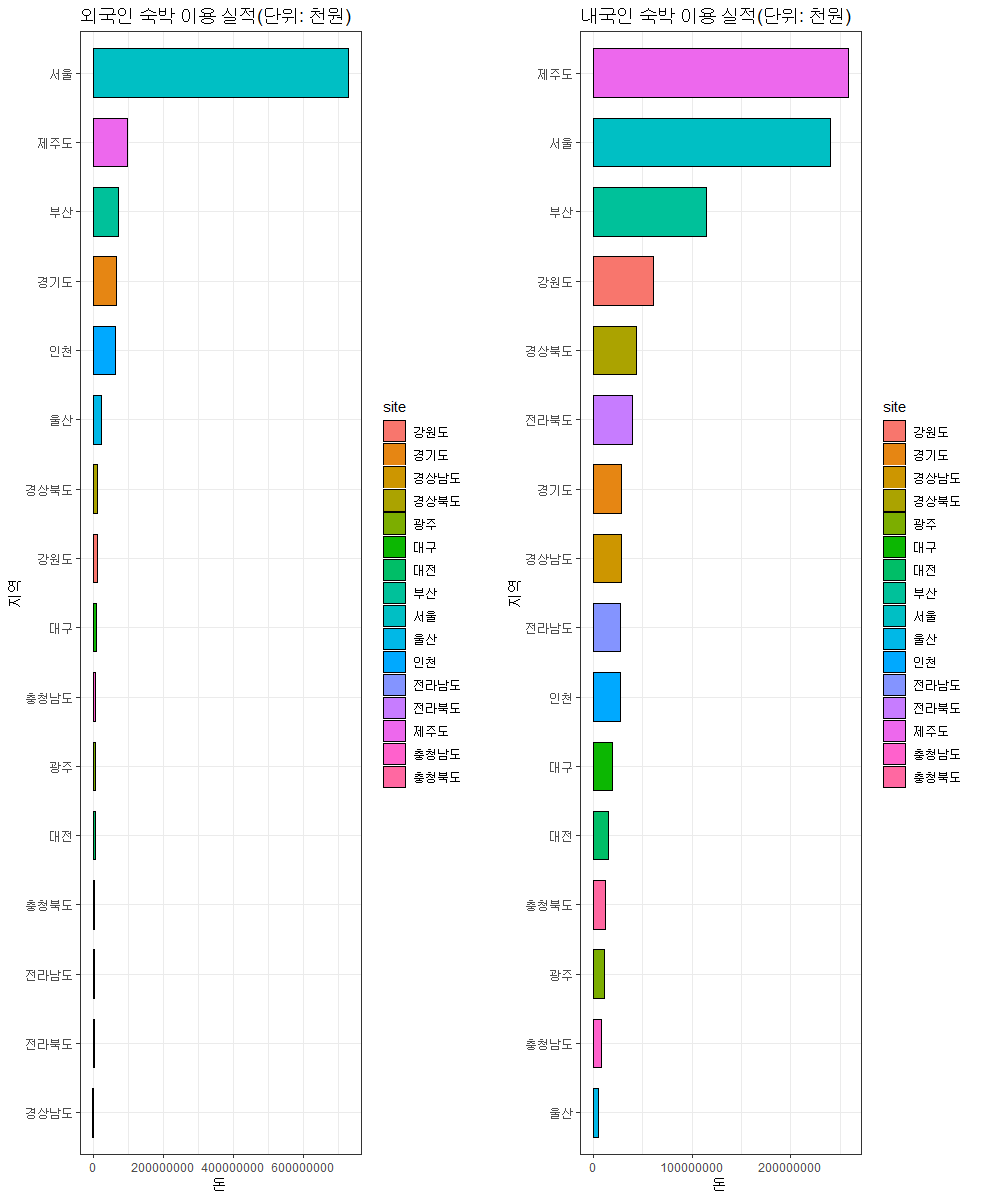 외국인 숙박 이용 실적(단위: 천원)
서울
제주도
부산
경기도
인천
울산
경상북도
강원도
대구
충청남도
광주
대전
충청북도
전라남도
전라북도
경상남도
지역
0 200000000 400000000 600000000
돈
site
강원도
경기도
경상남도
경상북도
광주
대구
대전
부산
서울
울산
인천
전라남도
전라북도
제주도
충청남도
충청북도
내국인 숙박 이용 실적(단위: 천원)
제주도
서울
부산
강원도
경상북도
전라북도
경기도
경상남도
전라남도
인천
대구
대전
충청북도
광주
충청남도
울산
지역
0 100000000 200000000
돈
site
강원도
경기도
경상남도
경상북도
광주
대구
대전
부산
서울
울산
인천
전라남도
전라북도
제주도
충청남도
충청북도